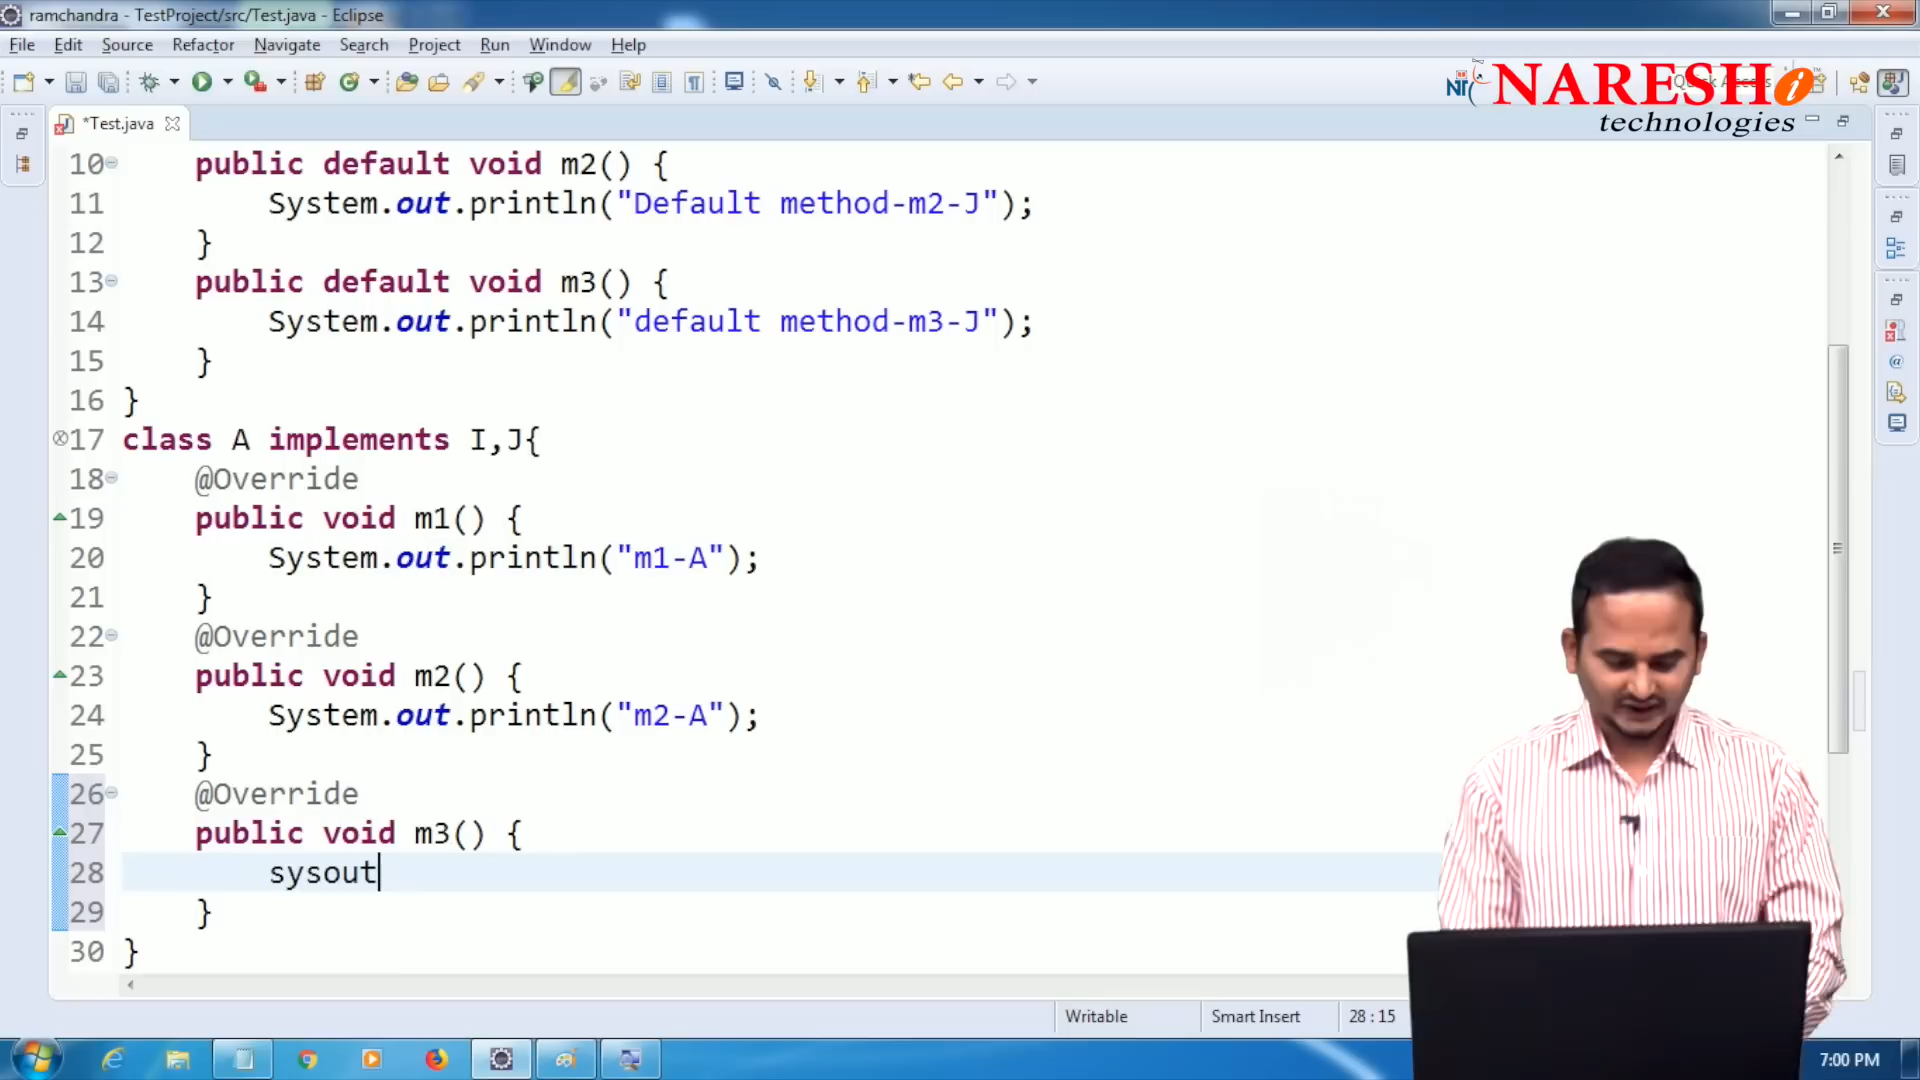 ramchandra - TestProject/src/Test.java - Eclipse
File Edit Source Refactor Navigate Search Project Run Window Help
NARESH i
technologies
*Test.java
10 public default void m2() {
11 System.out.println("Default method-m2-J");
12 }
13 public default void m3() {
14 System.out.println("default method-m3-J");
15 }
16 }
17 class A implements I,J{
18 @Override
19 public void m1() {
20 System.out.println("m1-A");
21 }
22 @Override
23 public void m2() {
24 System.out.println("m2-A");
25 }
26 @Override
27 public void m3() {
28 sysout
29 }
30 }
Writable Smart Insert 28 : 15
7:00 PM